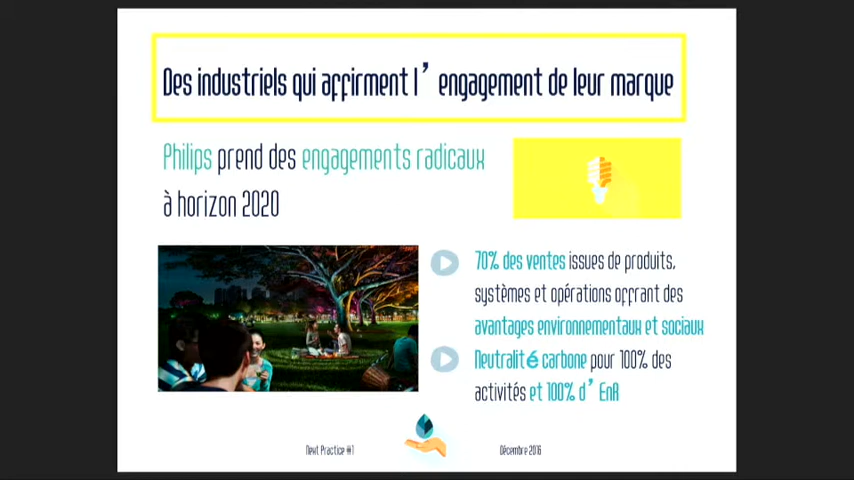 Des industriels qui affirment l’ engagement de leur marque
Philips prend des engagements radicaux
à horizon 2020
70% des ventes issues de produits,
systèmes et opérations offrant des
avantages environnementaux et sociaux
Neutralité carbone pour 100% des
activités et 100% d’ EnR
Next Practice #1
Décembre 2016